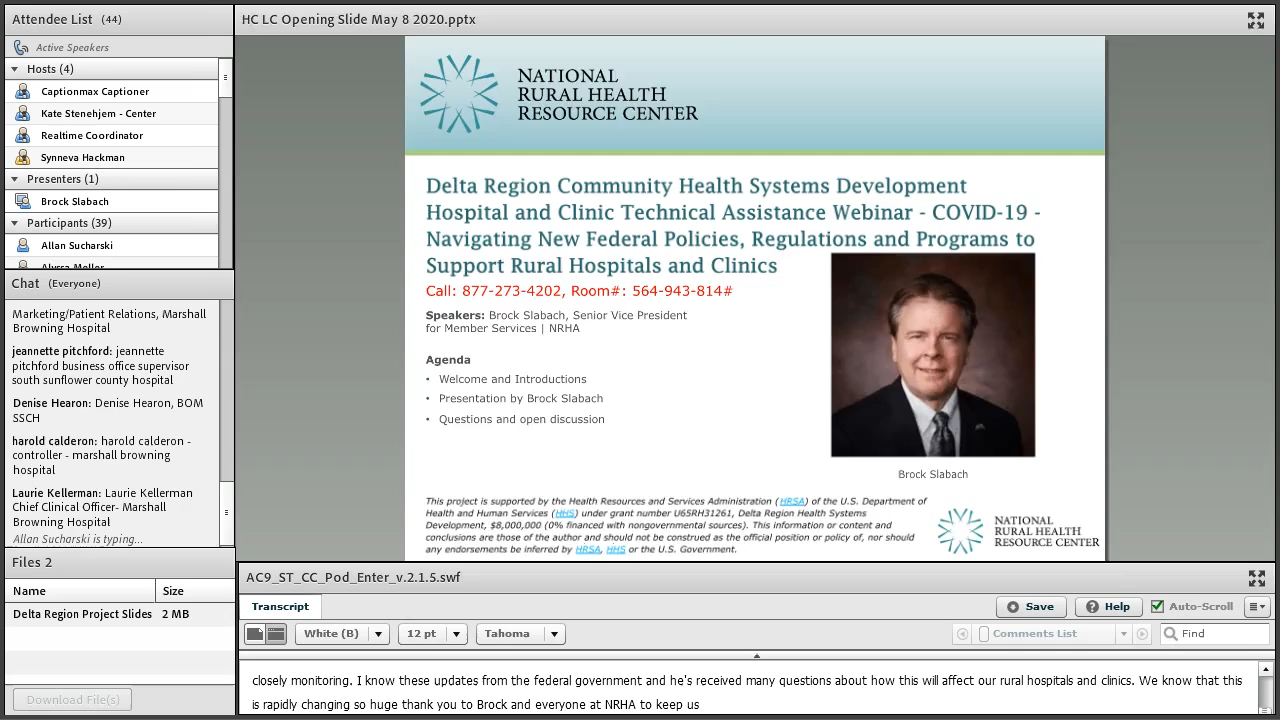 Attendee List (44)
Active Speakers
Hosts (4)
Captionmax Captioner
Kate Stenehjem - Center
Realtime Coordinator
Synneva Hackman
Presenters (1)
Brock Slabach
Participants (39)
Allan Sucharski
Alyssa Meller
Chat (Everyone)
Marketing/Patient Relations, Marshall
Browning Hospital
jeannette pitchford: jeannette
pitchford business office supervisor
south sunflower county hospital
Denise Hearon: Denise Hearon, BOM
SSCH
harold calderon: harold calderon -
controller - marshall browning
hospital
Laurie Kellerman: Laurie Kellerman
Chief Clinical Officer- Marshall
Browning Hospital
Allan Sucharski is typing...
Files 2
Name Size
Delta Region Project Slides 2 MB
Download File(s)
HC LC Opening Slide May 8 2020.pptx
NATIONAL
RURAL HEALTH
RESOURCE CENTER
Delta Region Community Health Systems Development
Hospital and Clinic Technical Assistance Webinar - COVID-19 -
Navigating New Federal Policies, Regulations and Programs to
Support Rural Hospitals and Clinics
Call: 877-273-4202, Room#: 564-943-814#
Speakers: Brock Slabach, Senior Vice President
for Member Services | NRHA
Agenda
• Welcome and Introductions
• Presentation by Brock Slabach
• Questions and open discussion
Brock Slabach
This project is supported by the Health Resources and Services Administration (HRSA) of the U.S. Department of
Health and Human Services (HHS) under grant number U65RH31261, Delta Region Health Systems
Development, $8,000,000 (0% financed with nongovernmental sources). This information or content and
conclusions are those of the author and should not be construed as the official position or policy of, nor should
any endorsements be inferred by HRSA, HHS or the U.S. Government.
NATIONAL
RURAL HEALTH
RESOURCE CENTER
AC9_ST_CC_Pod_Enter_v.2.1.5.swf
Transcript
Save Help Auto-Scroll
White (B) 12 pt Tahoma Comments List Find
closely monitoring. I know these updates from the federal government and he's received many questions about how this will affect our rural hospitals and clinics. We know that this
is rapidly changing so huge thank you to Brock and everyone at NRHA to keep us